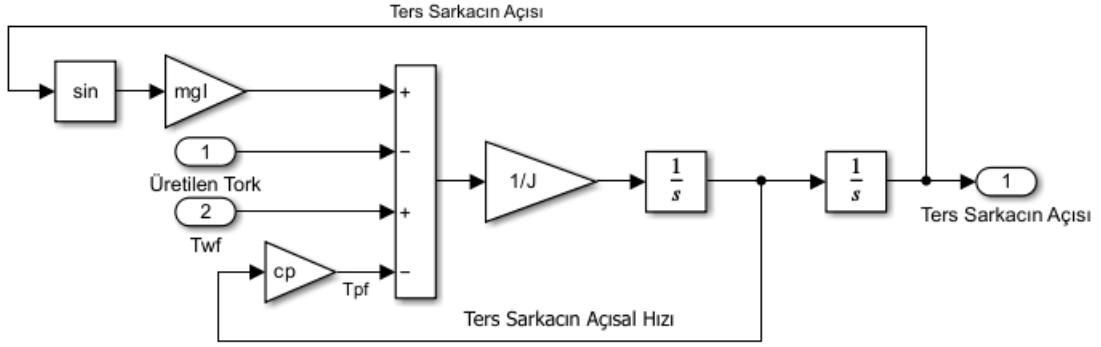 Ters Sarkacın Açısı
sin
mgl
+
1
−
Üretilen Tork
1/J
1
s
1
s
1
Ters Sarkacın Açısı
2
+
Twf
cp
−
Tpf
Ters Sarkacın Açısal Hızı